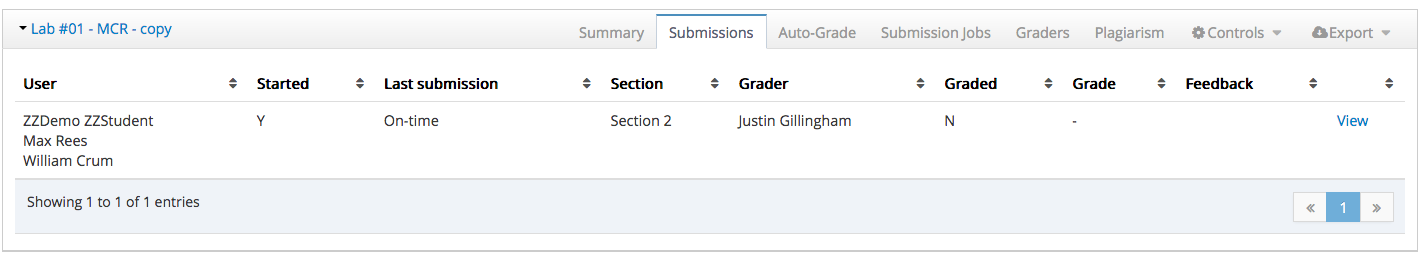 Lab #01 - MCR - copy
Summary Submissions Auto-Grade Submission Jobs Graders Plagiarism Controls Export
User Started Last submission Section Grader Graded Grade Feedback
ZZDemo ZZStudent Y On-time Section 2 Justin Gillingham N - View
Max Rees
William Crum
Showing 1 to 1 of 1 entries
« 1 »